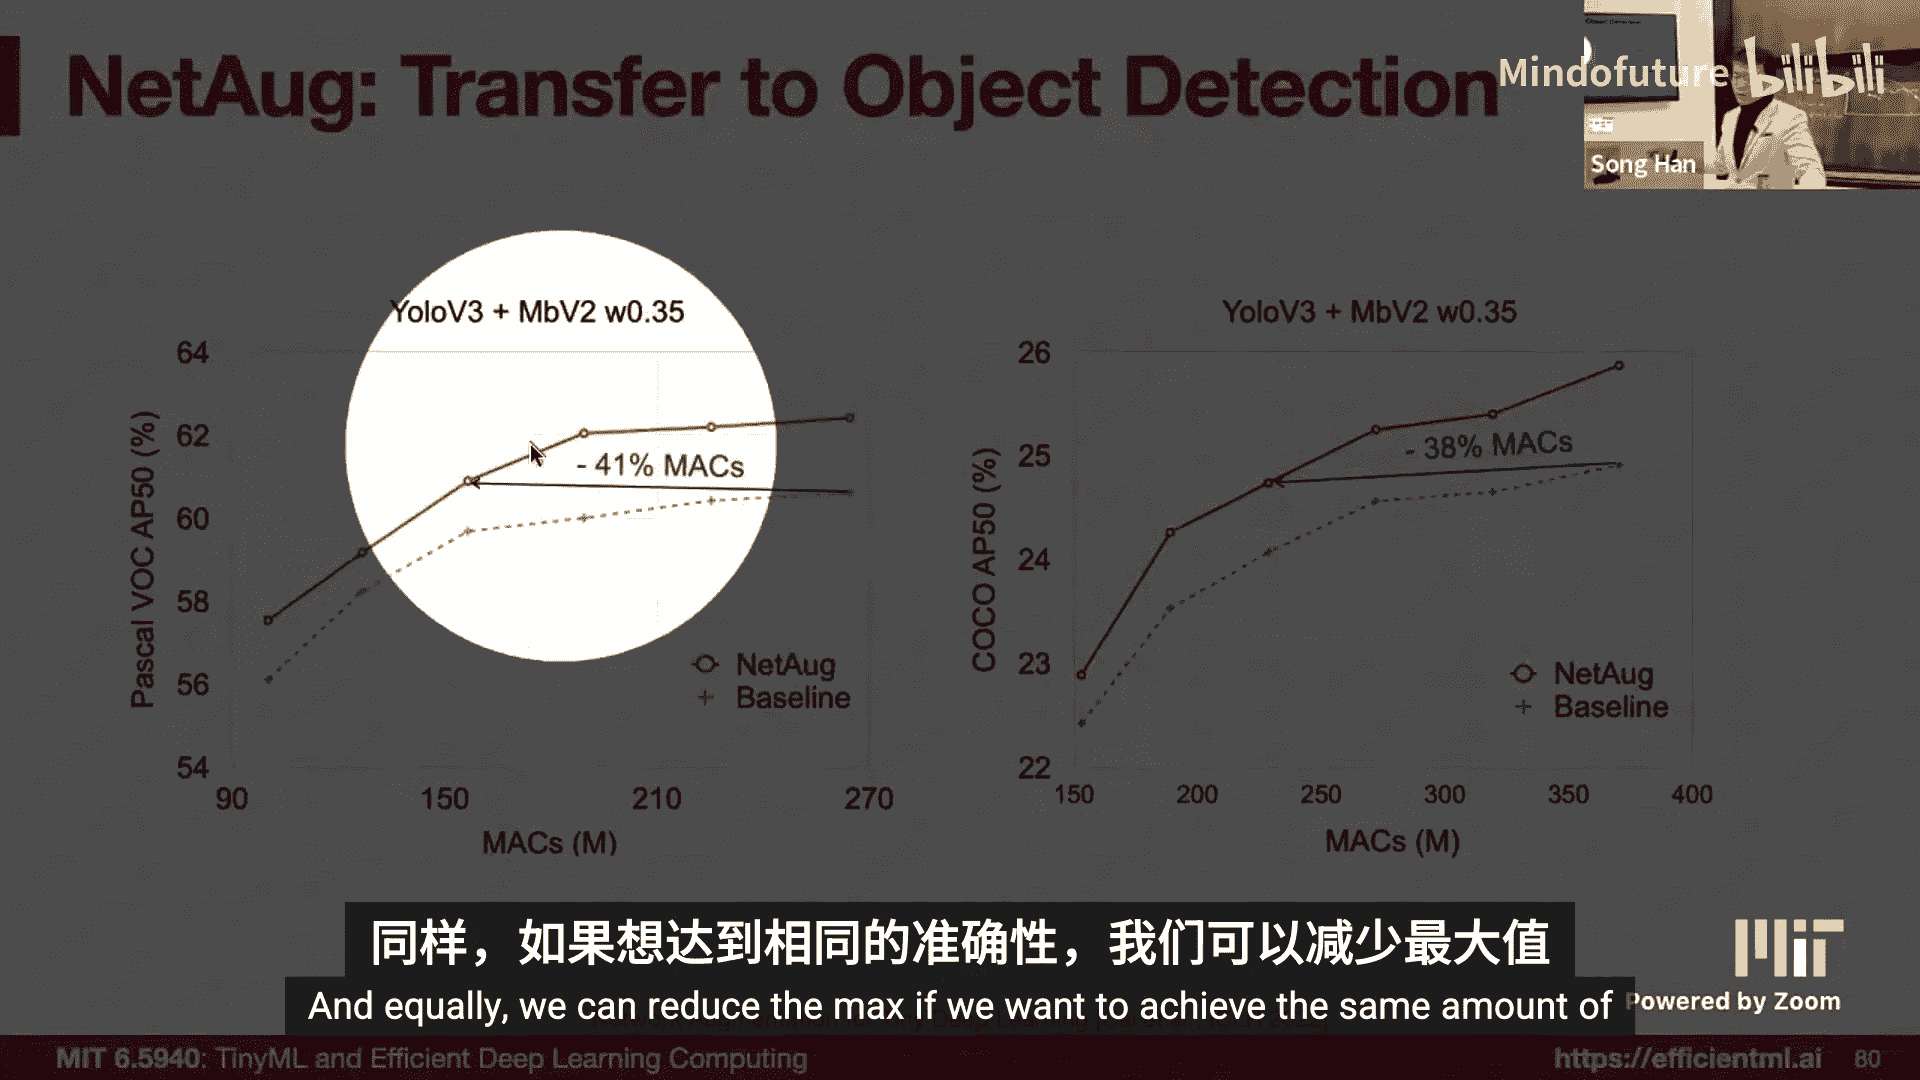 NetAug: Transfer to Object Detection
Mindofuture bilibili
Song Han
YoloV3 + MbV2 w0.35
64
62
60
58
56
54
Pascal VOC AP50 (%)
- 41% MACs
NetAug
Baseline
90 150 210 270
MACs (M)
YoloV3 + MbV2 w0.35
26
25
24
23
22
COCO AP50 (%)
- 38% MACs
NetAug
Baseline
150 200 250 300 350 400
MACs (M)
同样，如果想达到相同的准确性，我们可以减少最大值
And equally, we can reduce the max if we want to achieve the same amount of
MIT
Powered by Zoom
MIT 6.5940: TinyML and Efficient Deep Learning Computing
https://efficientml.ai 80